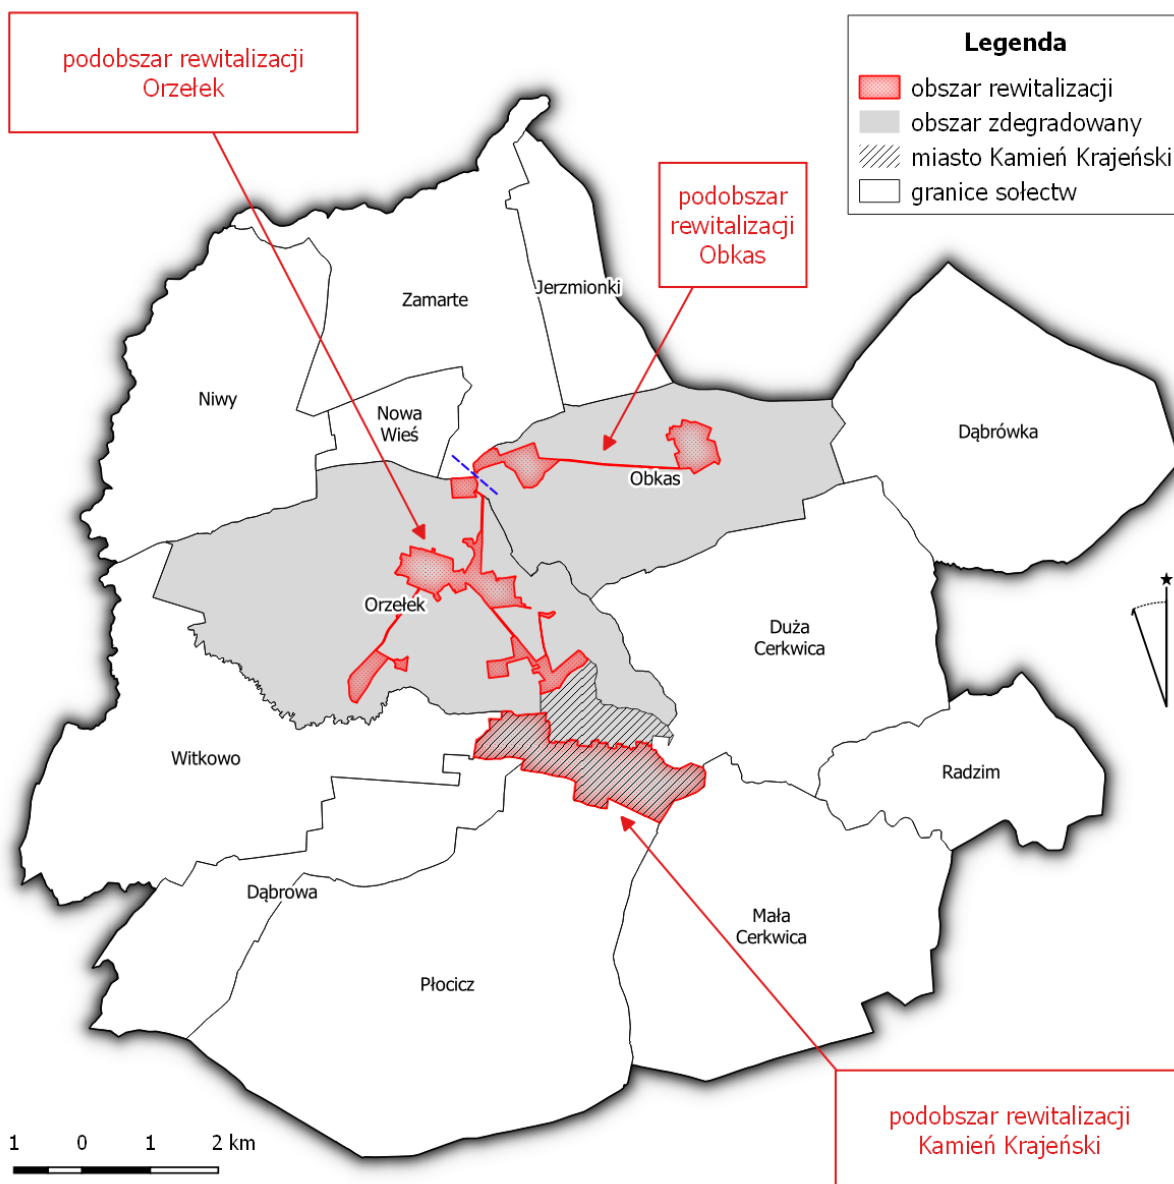 podobszar rewitalizacji
Orzełek
Legenda
obszar rewitalizacji
obszar zdegradowany
miasto Kamień Krajeński
granice sołectw
podobszar
rewitalizacji
Obkas
Jerzmionki
Zamarte
Niwy
Nowa
Wieś
Dąbrówka
Obkas
Orzełek
Duża
Cerkwica
Witkowo
Radzim
Dąbrowa
Mała
Cerkwica
Płocicz
podobszar rewitalizacji
Kamień Krajeński
1 0 1 2 km